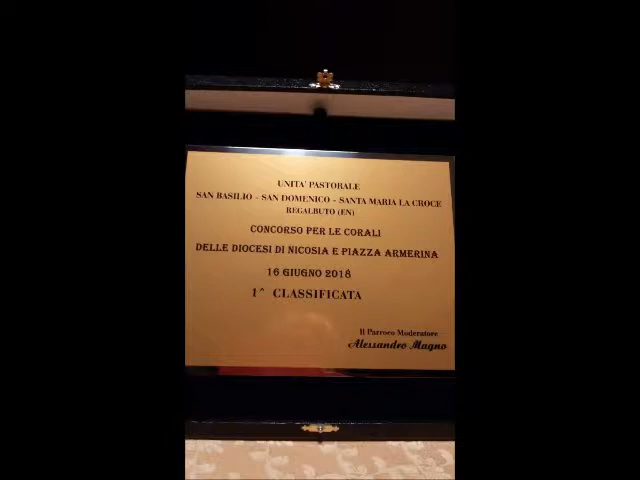 UNITA' PASTORALE
SAN BASILIO - SAN DOMENICO - SANTA MARIA LA CROCE
REGALBUTO (EN)
CONCORSO PER LE CORALI
DELLE DIOCESI DI NICOSIA E PIAZZA ARMERINA
16 GIUGNO 2018
1^ CLASSIFICATA
Il Parroco Moderatore
Alessandro Magno